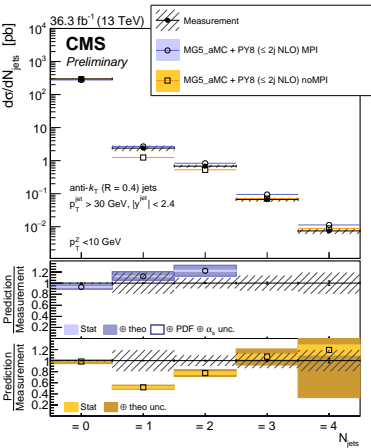 36.3 fb⁻¹ (13 TeV)
CMS
Preliminary
Measurement
MG5_aMC + PY8 (≤ 2j NLO) MPI
MG5_aMC + PY8 (≤ 2j NLO) noMPI
dσ/dN_jets [pb]
10⁴
10³
10²
10
1
10⁻¹
10⁻²
anti-k_T (R = 0.4) jets
p_T^jet > 30 GeV, |y^jet| < 2.4
p_T^Z <10 GeV
Prediction
Measurement
1.2
1
0.8
0.6
0.4
0.2
Stat
⊕ theo
⊕ PDF ⊕ α_s unc.
Prediction
Measurement
1.2
1
0.8
0.6
0.4
0.2
Stat
⊕ theo unc.
= 0
= 1
= 2
= 3
= 4
N_jets